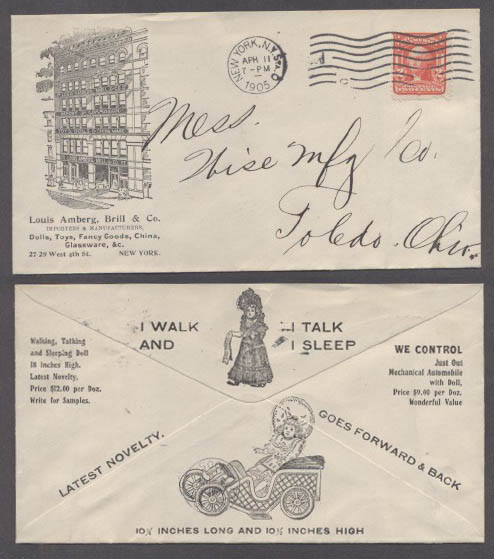 NEW YORK, N.Y.
APR 11
7-PM
1905
Mess.
Wise Mfg Co.
Toledo, Ohio.
Louis Amberg, Brill & Co.
IMPORTERS & MANUFACTURERS,
Dolls, Toys, Fancy Goods, China,
Glassware, &c.
27-29 West 4th St. NEW YORK.
I WALK I TALK
AND I SLEEP
Walking, Talking
and Sleeping Doll
18 Inches High.
Latest Novelty.
Price $12.00 per Doz.
Write for Samples.
WE CONTROL
Just Out
Mechanical Automobile
with Doll,
Price $9.00 per Doz.
Wonderful Value
LATEST NOVELTY.
GOES FORWARD & BACK
10½ INCHES LONG AND 10½ INCHES HIGH